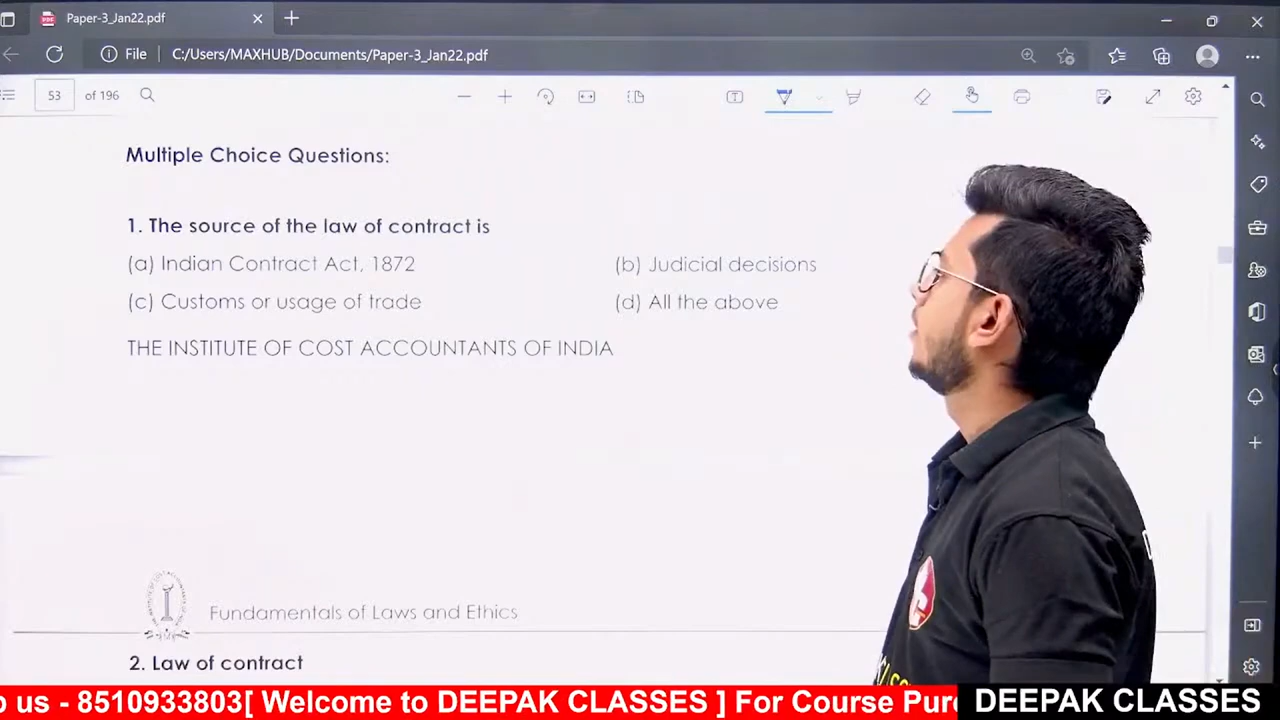 Paper-3_Jan22.pdf
File C:/Users/MAXHUB/Documents/Paper-3_Jan22.pdf
53 of 196
Multiple Choice Questions:
1. The source of the law of contract is
(a) Indian Contract Act, 1872 (b) Judicial decisions
(c) Customs or usage of trade (d) All the above
THE INSTITUTE OF COST ACCOUNTANTS OF INDIA
Fundamentals of Laws and Ethics
2. Law of contract
us - 8510933803[ Welcome to DEEPAK CLASSES ] For Course
DEEPAK CLASSES